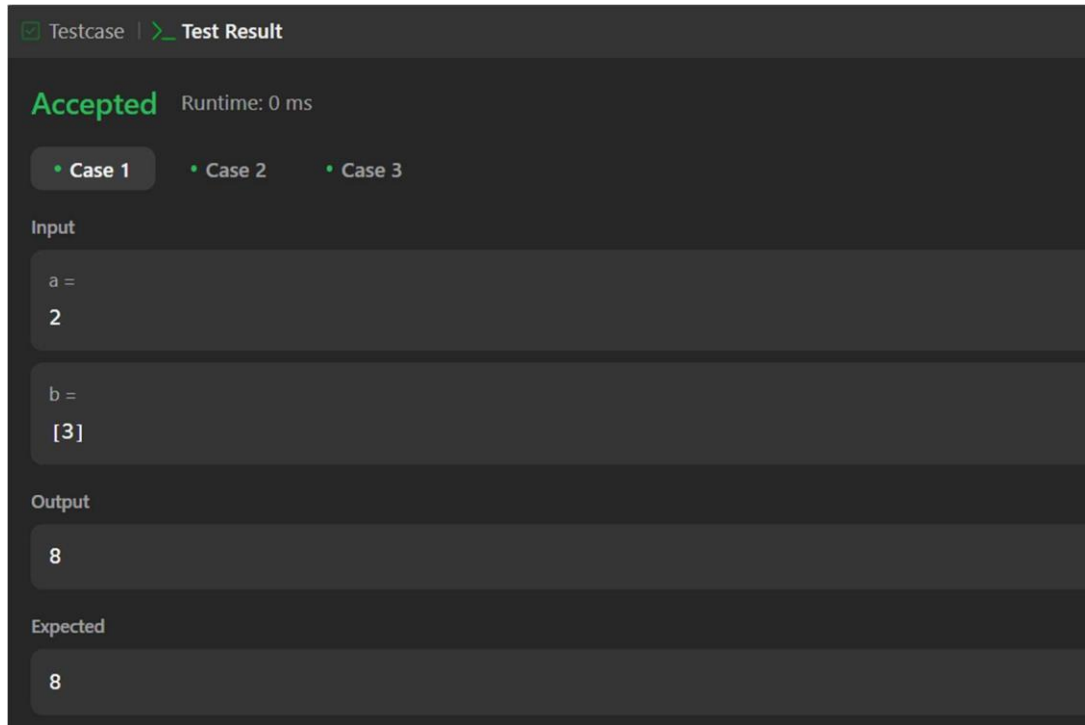 Testcase | >_ Test Result
Accepted Runtime: 0 ms
• Case 1 • Case 2 • Case 3
Input
a =
2
b =
[3]
Output
8
Expected
8